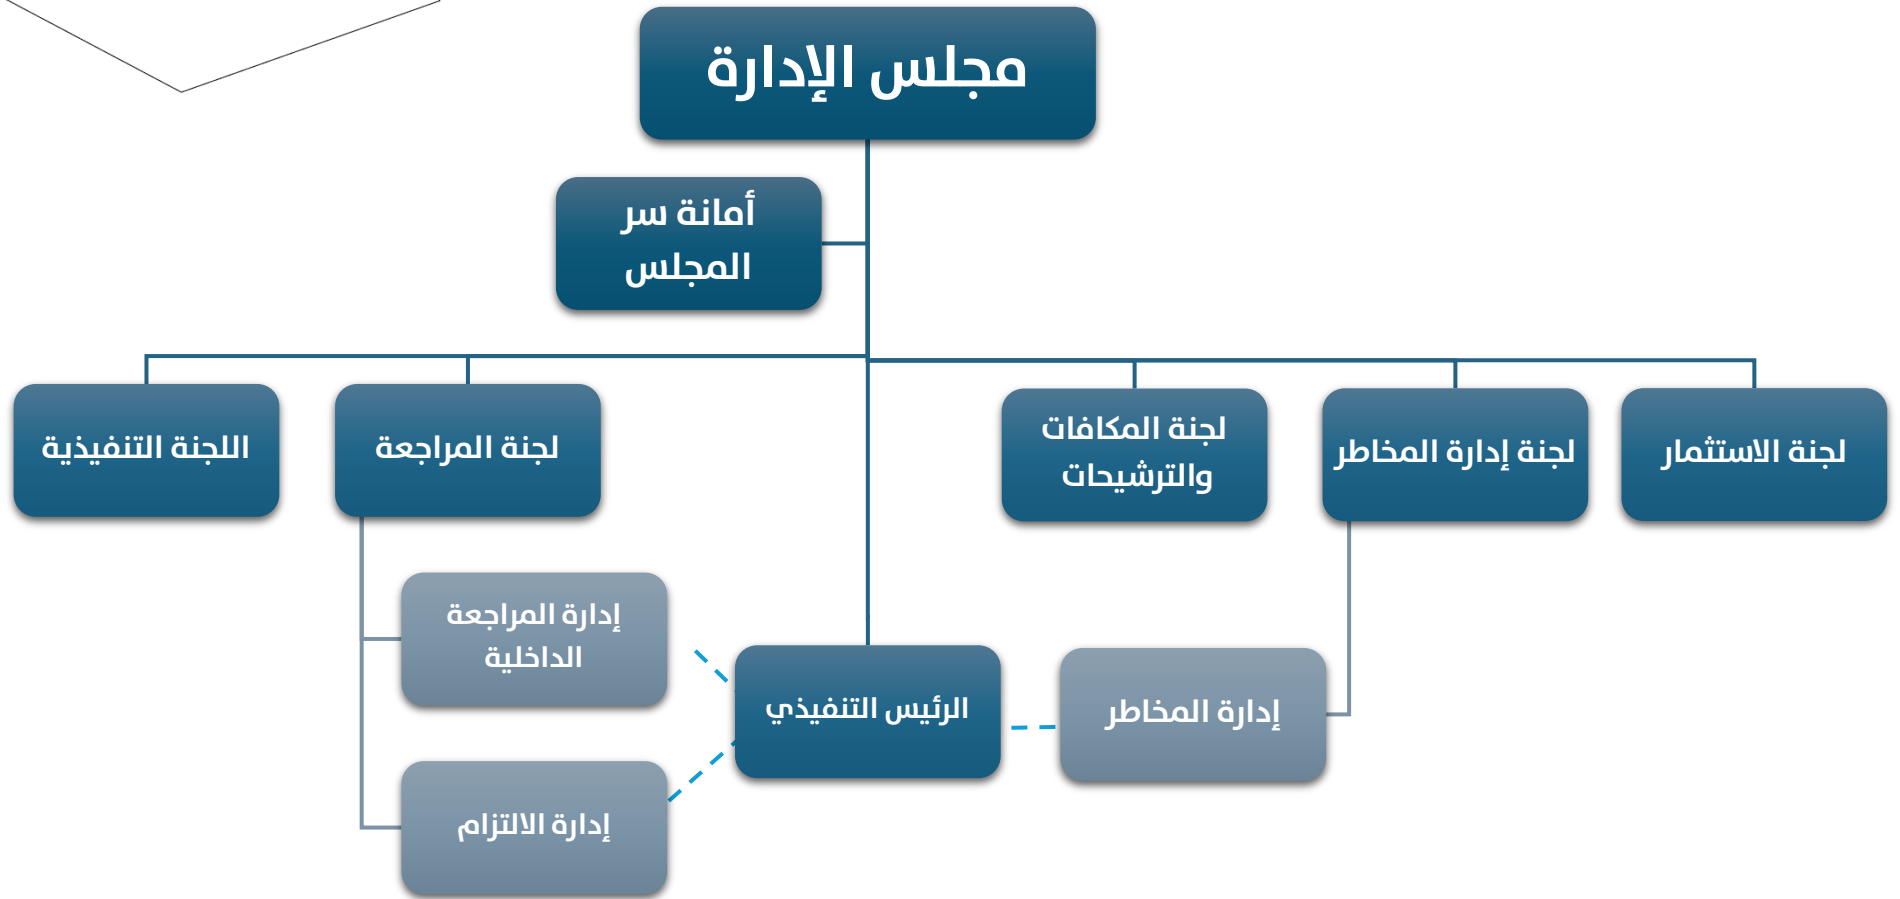 مجلس الإدارة
أمانة سر
المجلس
لجنة الاستثمار
لجنة إدارة المخاطر
لجنة المكافات
والترشيحات
لجنة المراجعة
اللجنة التنفيذية
إدارة المخاطر
الرئيس التنفيذي
إدارة المراجعة
الداخلية
إدارة الالتزام